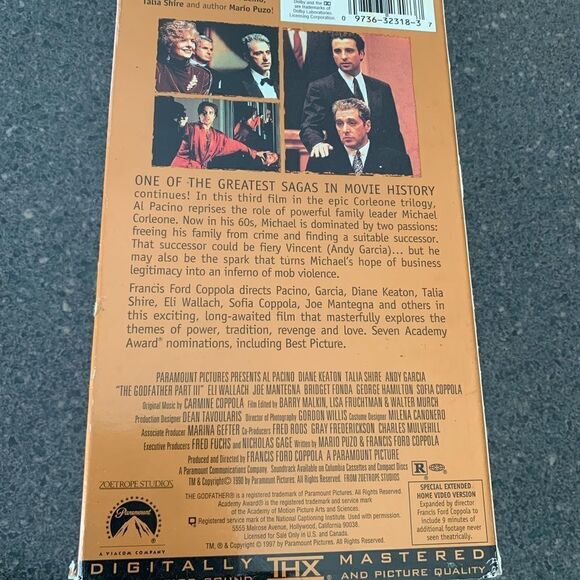 Talia Shire and author Mario Puzo!
Dolby and the
are trademarks of
Dolby Laboratories
Licensing Corporation.
0 9736-32318-3 7
ONE OF THE GREATEST SAGAS IN MOVIE HISTORY
continues! In this third film in the epic Corleone trilogy,
Al Pacino reprises the role of powerful family leader Michael
Corleone. Now in his 60s, Michael is dominated by two passions:
freeing his family from crime and finding a suitable successor.
That successor could be fiery Vincent (Andy Garcia)... but he
may also be the spark that turns Michael's hope of business
legitimacy into an inferno of mob violence.
Francis Ford Coppola directs Pacino, Garcia, Diane Keaton, Talia
Shire, Eli Wallach, Sofia Coppola, Joe Mantegna and others in
this exciting, long-awaited film that masterfully explores the
themes of power, tradition, revenge and love. Seven Academy
Award® nominations, including Best Picture.
PARAMOUNT PICTURES PRESENTS AL PACINO DIANE KEATON TALIA SHIRE ANDY GARCIA
"THE GODFATHER PART III" ELI WALLACH JOE MANTEGNA BRIDGET FONDA GEORGE HAMILTON SOFIA COPPOLA
Original Music by CARMINE COPPOLA Film Edited by BARRY MALKIN, LISA FRUCHTMAN & WALTER MURCH
Production Designer DEAN TAVOULARIS Director of Photography GORDON WILLIS Costume Designer MILENA CANONERO
Associate Producer MARINA GEFTER Co-Producers FRED ROOS GRAY FREDERICKSON CHARLES MULVEHILL
Executive Producers FRED FUCHS and NICHOLAS GAGE Written by MARIO PUZO & FRANCIS FORD COPPOLA
Produced and Directed by FRANCIS FORD COPPOLA A PARAMOUNT PICTURE
A Paramount Communications Company. Soundtrack Available on Columbia Cassettes and Compact Discs
TM & Copyright © 1990 by Paramount Pictures. All Rights Reserved. FROM ZOETROPE STUDIOS
R
ZOETROPE STUDIOS
THE GODFATHER® is a registered trademark of Paramount Pictures. All Rights Reserved.
Academy Award® is the registered trademark and service mark
of the Academy of Motion Picture Arts and Sciences.
Registered service mark of the National Captioning Institute. Used with permission.
5555 Melrose Avenue, Hollywood, California 90038.
Licensed for Sale Only in U.S. and Canada.
TM, ® & Copyright © 1997 by Paramount Pictures. All Rights Reserved.
SPECIAL EXTENDED
HOME VIDEO VERSION
Expanded by director
Francis Ford Coppola to
include 9 minutes of
additional footage never
seen theatrically.
Paramount
A VIACOM COMPANY
DIGITALLY THX MASTERED
SOUND AND PICTURE QUALITY